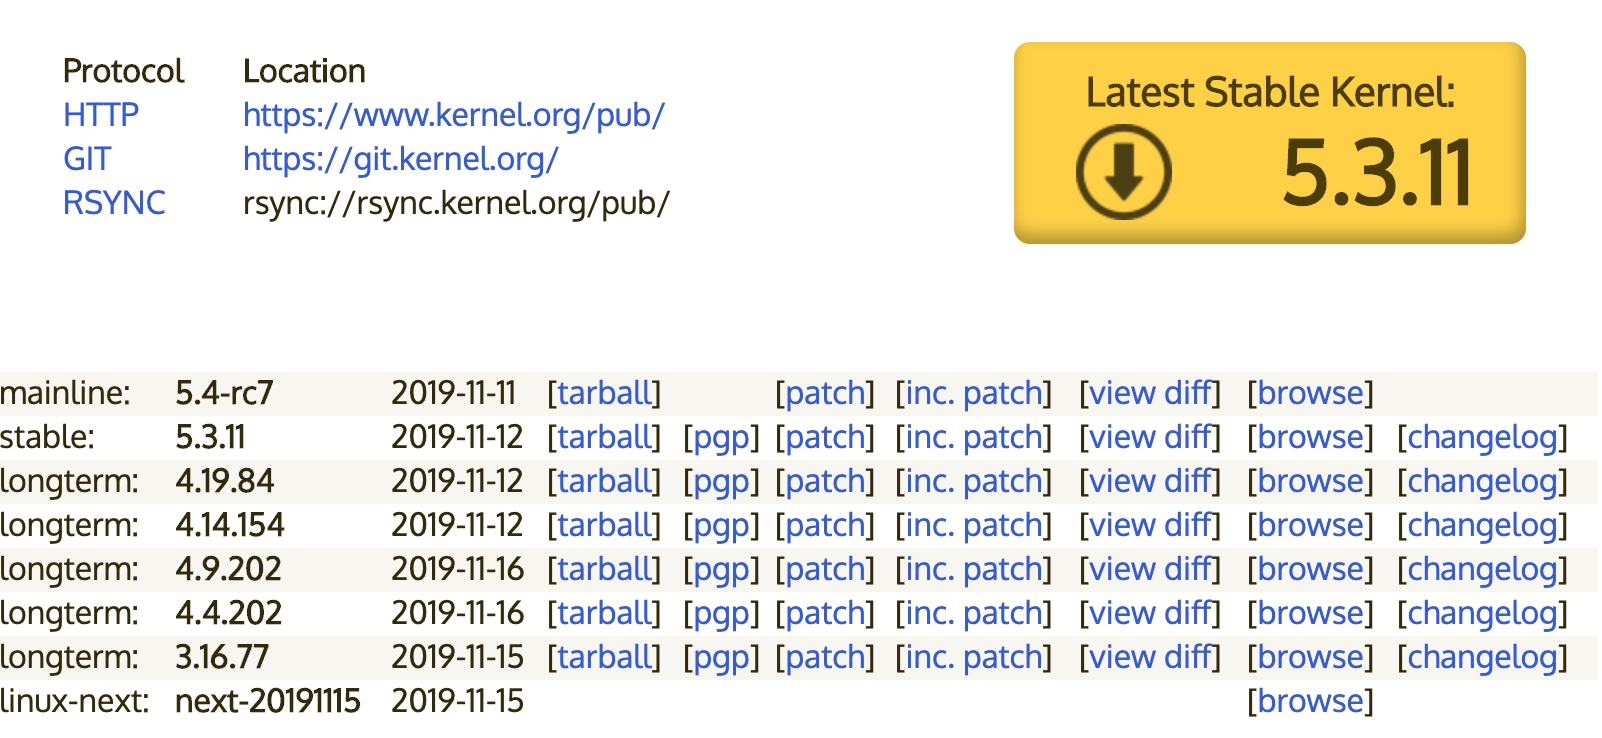 Protocol Location
HTTP https://www.kernel.org/pub/
GIT https://git.kernel.org/
RSYNC rsync://rsync.kernel.org/pub/
Latest Stable Kernel:
5.3.11
mainline: 5.4-rc7 2019-11-11 [tarball] [patch] [inc. patch] [view diff] [browse]
stable: 5.3.11 2019-11-12 [tarball] [pgp] [patch] [inc. patch] [view diff] [browse] [changelog]
longterm: 4.19.84 2019-11-12 [tarball] [pgp] [patch] [inc. patch] [view diff] [browse] [changelog]
longterm: 4.14.154 2019-11-12 [tarball] [pgp] [patch] [inc. patch] [view diff] [browse] [changelog]
longterm: 4.9.202 2019-11-16 [tarball] [pgp] [patch] [inc. patch] [view diff] [browse] [changelog]
longterm: 4.4.202 2019-11-16 [tarball] [pgp] [patch] [inc. patch] [view diff] [browse] [changelog]
longterm: 3.16.77 2019-11-15 [tarball] [pgp] [patch] [inc. patch] [view diff] [browse] [changelog]
linux-next: next-20191115 2019-11-15 [browse]